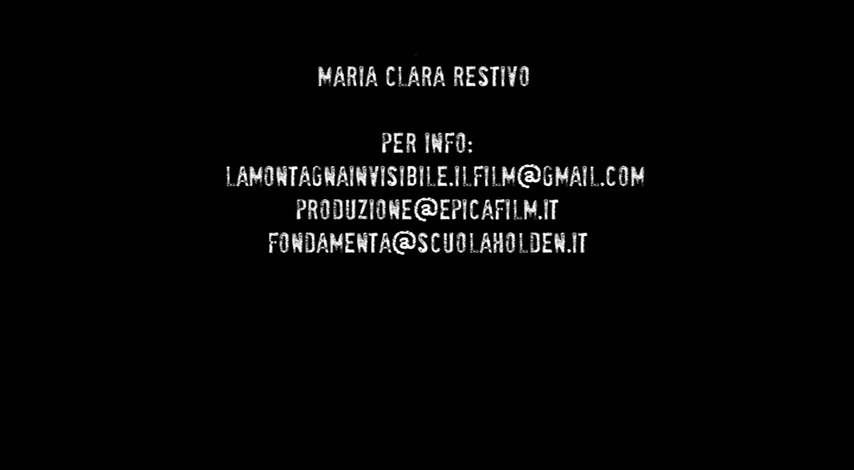 MARIA CLARA RESTIVO
PER INFO:
LAMONTAGNAINVISIBILE.ILFILM@GMAIL.COM
PRODUZIONE@EPICAFILM.IT
FONDAMENTA@SCUOLAHOLDEN.IT